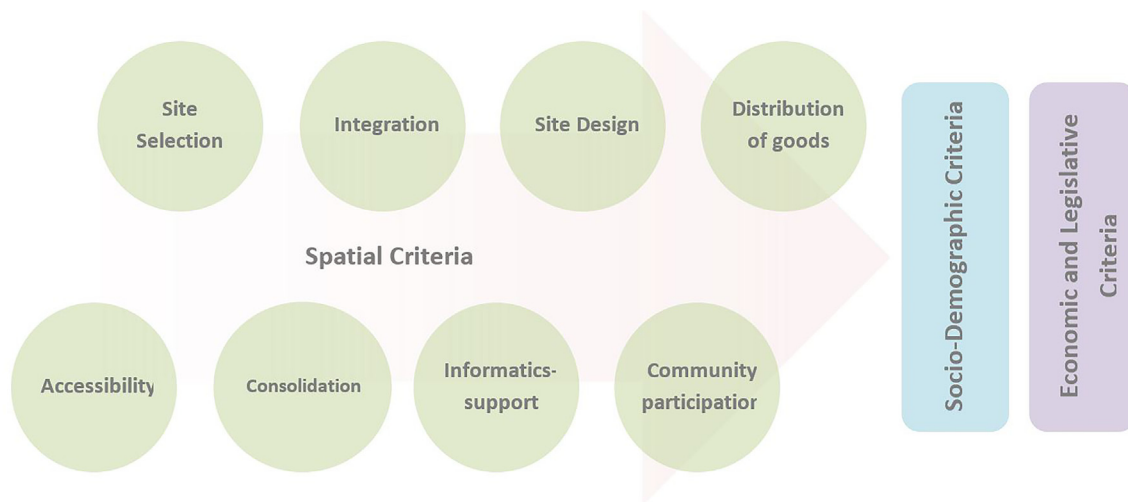 Site
Selection
Integration
Site Design
Distribution
of goods
Spatial Criteria
Accessibility
Consolidation
Informatics-
support
Community
participation
Socio-Demographic Criteria
Economic and Legislative
Criteria